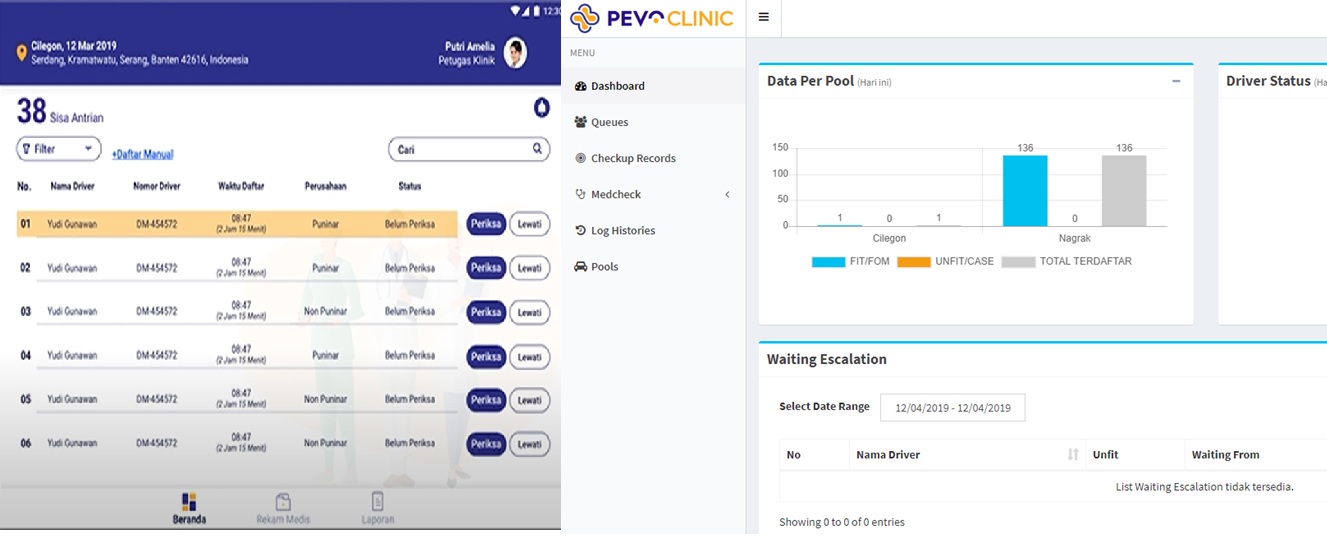 12:30
Cilegon, 12 Mar 2019
Serdang, Kramatwatu, Serang, Banten 42616, Indonesia
Putri Amelia
Petugas Klinik
38 Sisa Antrian
Filter
+Daftar Manual
Cari
No. Nama Driver Nomor Driver Waktu Daftar Perusahaan Status
01 Yudi Gunawan DM-454572 08:47 (2 Jam 15 Menit) Puninar Belum Periksa Periksa Lewati
02 Yudi Gunawan DM-454572 08:47 (2 Jam 15 Menit) Puninar Belum Periksa Periksa Lewati
03 Yudi Gunawan DM-454572 08:47 (2 Jam 15 Menit) Non Puninar Belum Periksa Periksa Lewati
04 Yudi Gunawan DM-454572 08:47 (2 Jam 15 Menit) Puninar Belum Periksa Periksa Lewati
05 Yudi Gunawan DM-454572 08:47 (2 Jam 15 Menit) Non Puninar Belum Periksa Periksa Lewati
06 Yudi Gunawan DM-454572 08:47 (2 Jam 15 Menit) Non Puninar Belum Periksa Periksa Lewati
Beranda
Rekam Medis
Laporan
PEVO CLINIC
MENU
Dashboard
Queues
Checkup Records
Medcheck
Log Histories
Pools
Data Per Pool (Hari ini)
150
100
50
0
1 0 1
136 0 136
Cilegon
Nagrak
FIT/FOM UNFIT/CASE TOTAL TERDAFTAR
Driver Status (Ha
Waiting Escalation
Select Date Range 12/04/2019 - 12/04/2019
No Nama Driver Unfit Waiting From
List Waiting Escalation tidak tersedia.
Showing 0 to 0 of 0 entries